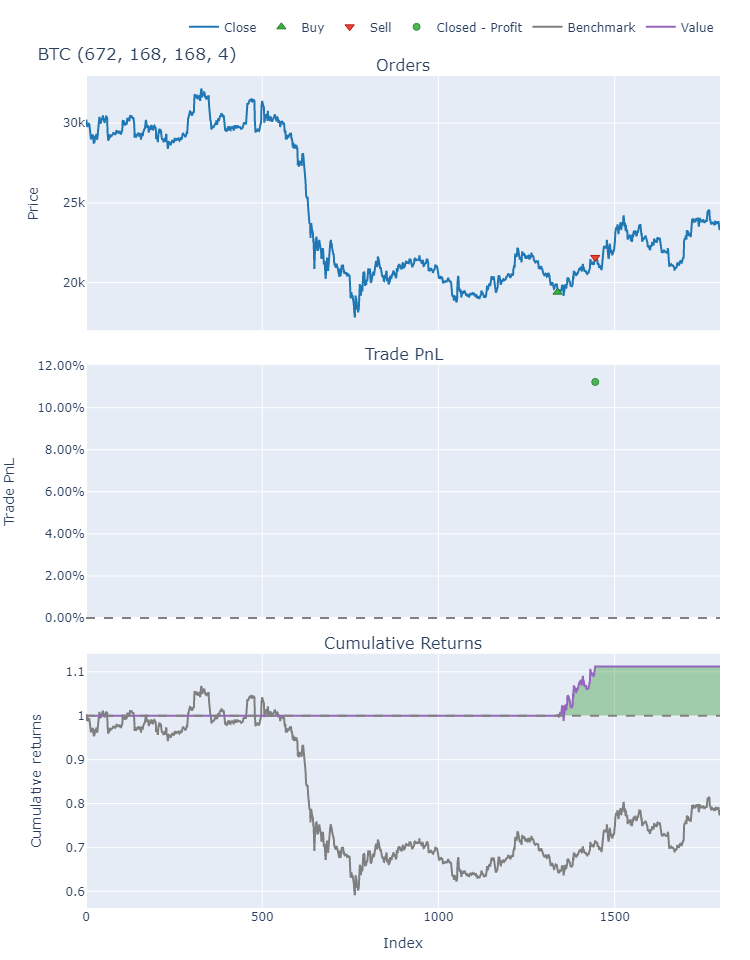 Close Buy Sell Closed - Profit Benchmark Value
BTC (672, 168, 168, 4)
Orders
30k
25k
20k
Price
Trade PnL
12.00%
10.00%
8.00%
6.00%
4.00%
2.00%
0.00%
Trade PnL
Cumulative Returns
1.1
1
0.9
0.8
0.7
0.6
Cumulative returns
0 500 1000 1500
Index